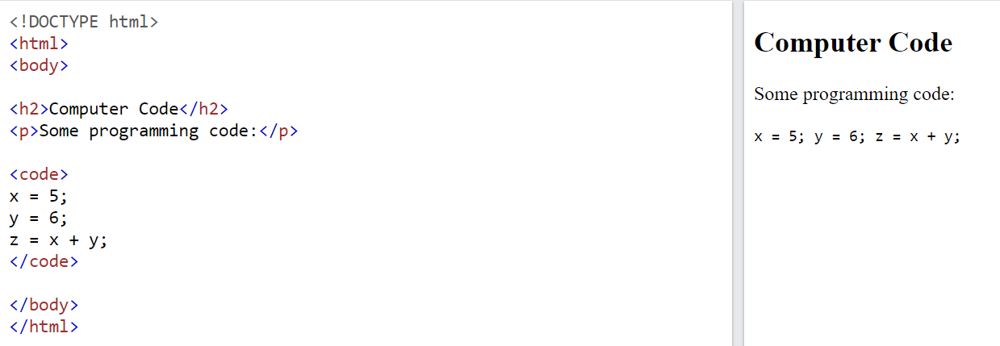 <!DOCTYPE html>
<html>
<body>
<h2>Computer Code</h2>
<p>Some programming code:</p>
<code>
x = 5;
y = 6;
z = x + y;
</code>
</body>
</html>
Computer Code
Some programming code:
x = 5; y = 6; z = x + y;